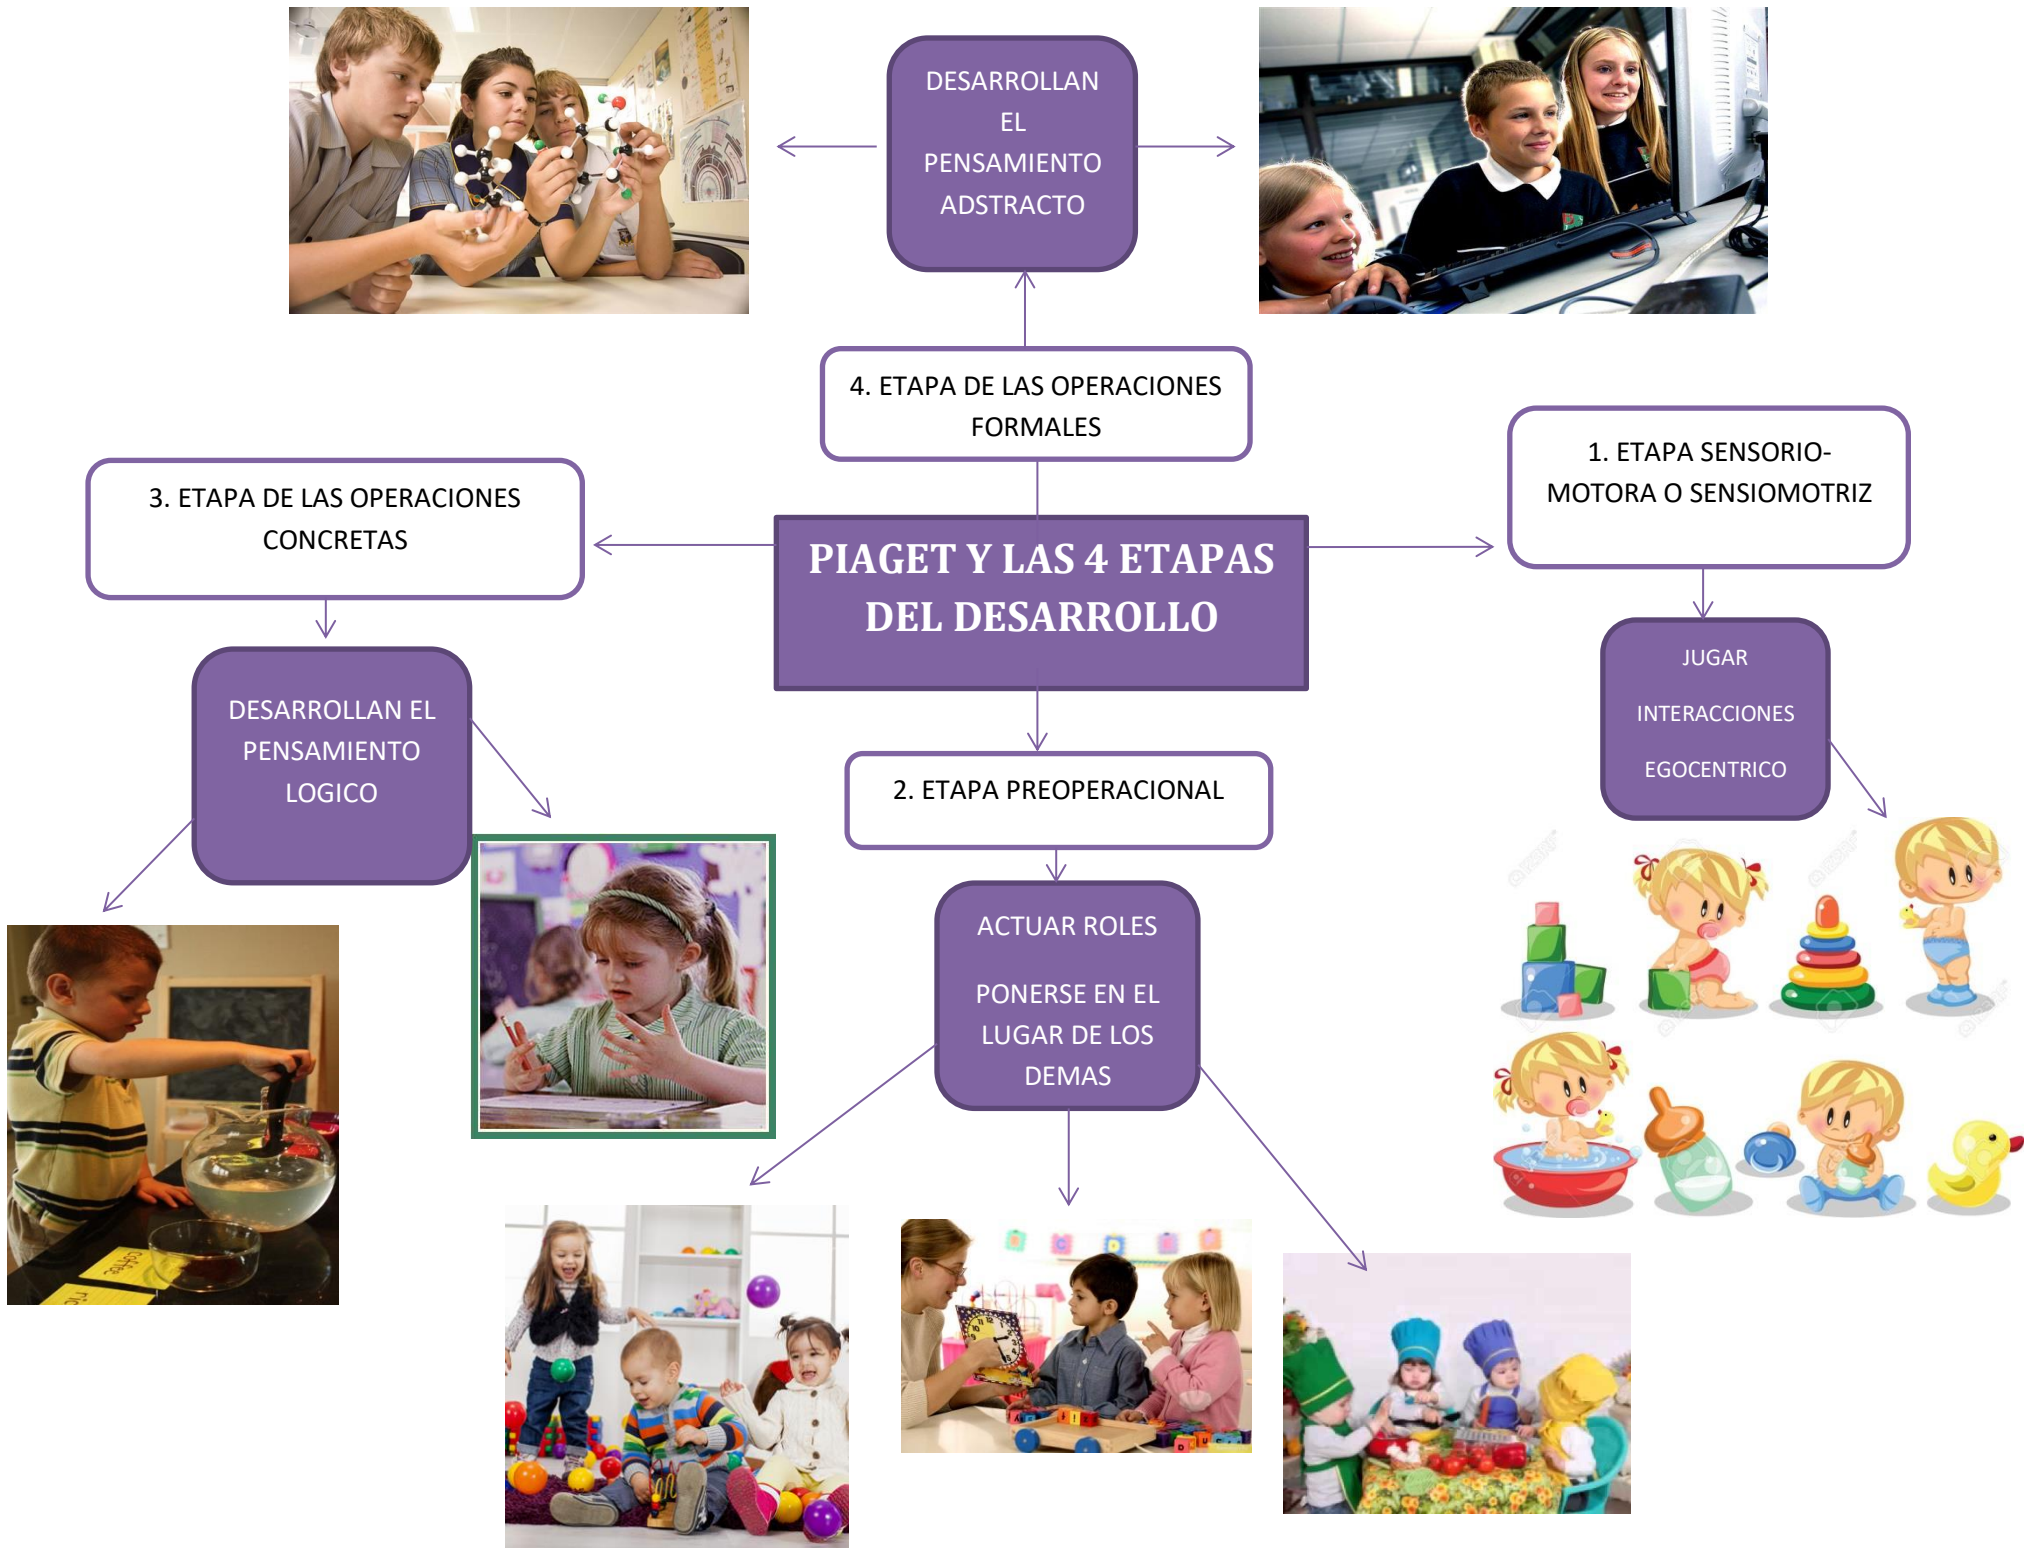 DESARROLLAN
EL
PENSAMIENTO
ADSTRACTO
4. ETAPA DE LAS OPERACIONES
FORMALES
1. ETAPA SENSORIO-
MOTORA O SENSIOMOTRIZ
3. ETAPA DE LAS OPERACIONES
CONCRETAS
PIAGET Y LAS 4 ETAPAS
DEL DESARROLLO
JUGAR
INTERACCIONES
EGOCENTRICO
DESARROLLAN EL
PENSAMIENTO
LOGICO
2. ETAPA PREOPERACIONAL
ACTUAR ROLES
PONERSE EN EL
LUGAR DE LOS
DEMAS
coffee